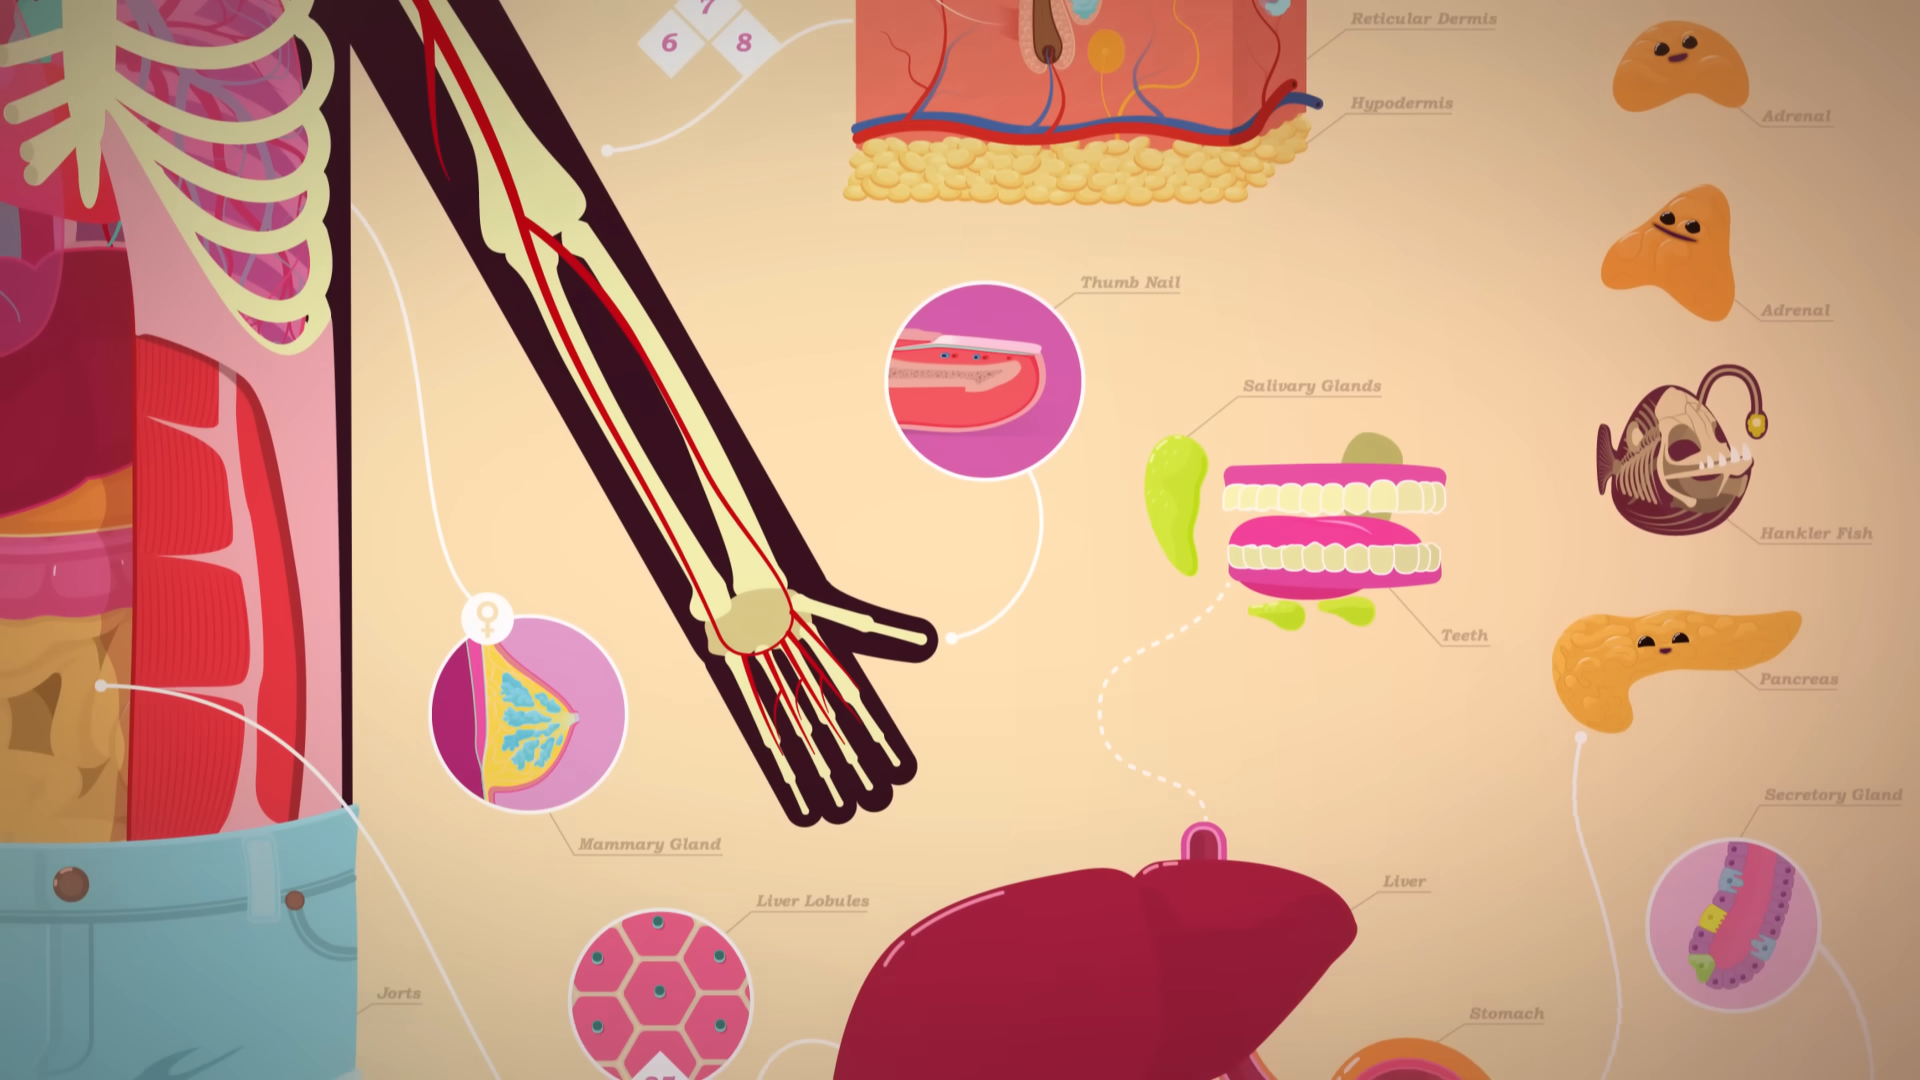 7
6
8
Reticular Dermis
Hypodermis
Adrenal
Thumb Nail
Adrenal
Salivary Glands
Hankler Fish
Teeth
Pancreas
Secretory Gland
Mammary Gland
Liver
Liver Lobules
Jorts
Stomach